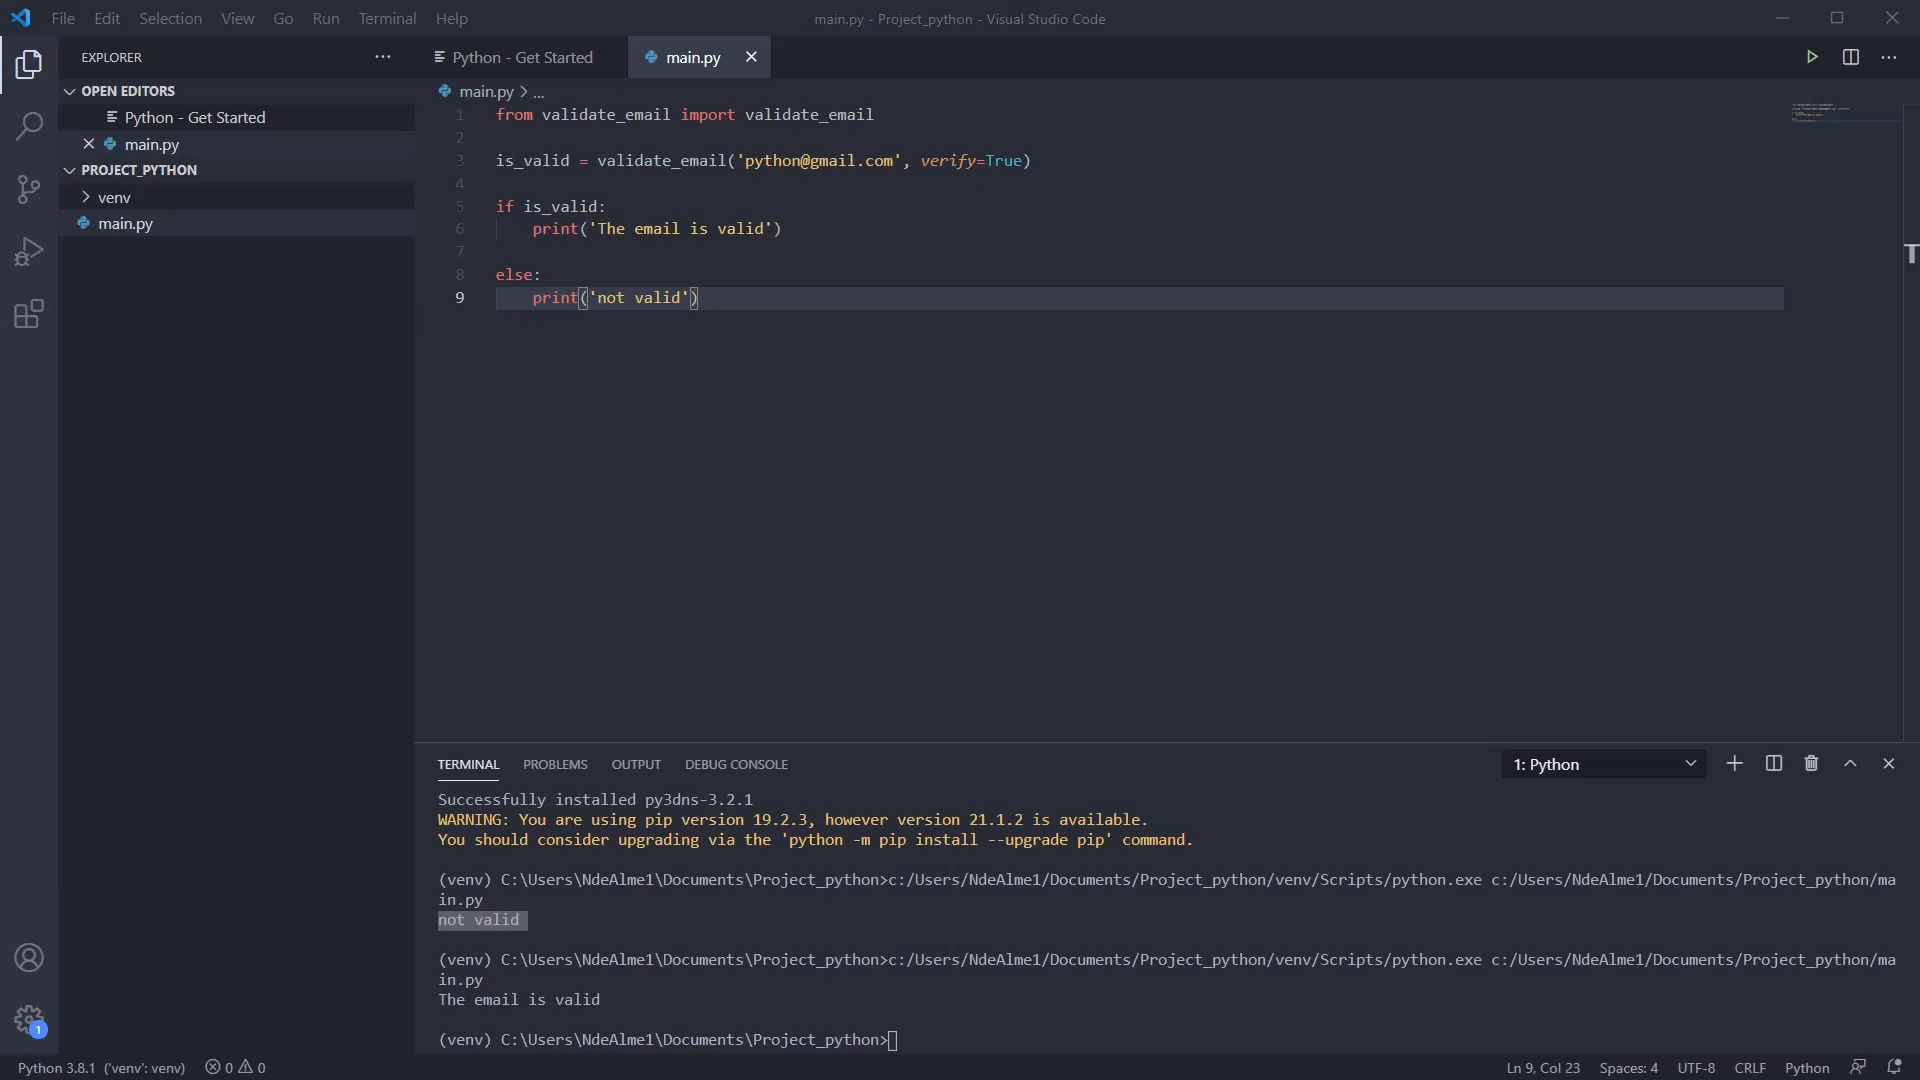 File Edit Selection View Go Run Terminal Help
main.py - Project_python - Visual Studio Code
EXPLORER
OPEN EDITORS
Python - Get Started
main.py
PROJECT_PYTHON
venv
main.py
Python - Get Started
main.py
main.py > ...
1 from validate_email import validate_email
2
3 is_valid = validate_email('python@gmail.com', verify=True)
4
5 if is_valid:
6 print('The email is valid')
7
8 else:
9 print('not valid')
TERMINAL PROBLEMS OUTPUT DEBUG CONSOLE
1: Python
Successfully installed py3dns-3.2.1
WARNING: You are using pip version 19.2.3, however version 21.1.2 is available.
You should consider upgrading via the 'python -m pip install --upgrade pip' command.
(venv) C:\Users\NdeAlme1\Documents\Project_python>c:/Users/NdeAlme1/Documents/Project_python/venv/Scripts/python.exe c:/Users/NdeAlme1/Documents/Project_python/ma
in.py
not valid
(venv) C:\Users\NdeAlme1\Documents\Project_python>c:/Users/NdeAlme1/Documents/Project_python/venv/Scripts/python.exe c:/Users/NdeAlme1/Documents/Project_python/ma
in.py
The email is valid
(venv) C:\Users\NdeAlme1\Documents\Project_python>
1
Python 3.8.1 ('venv': venv) 0 0
Ln 9, Col 23 Spaces: 4 UTF-8 CRLF Python